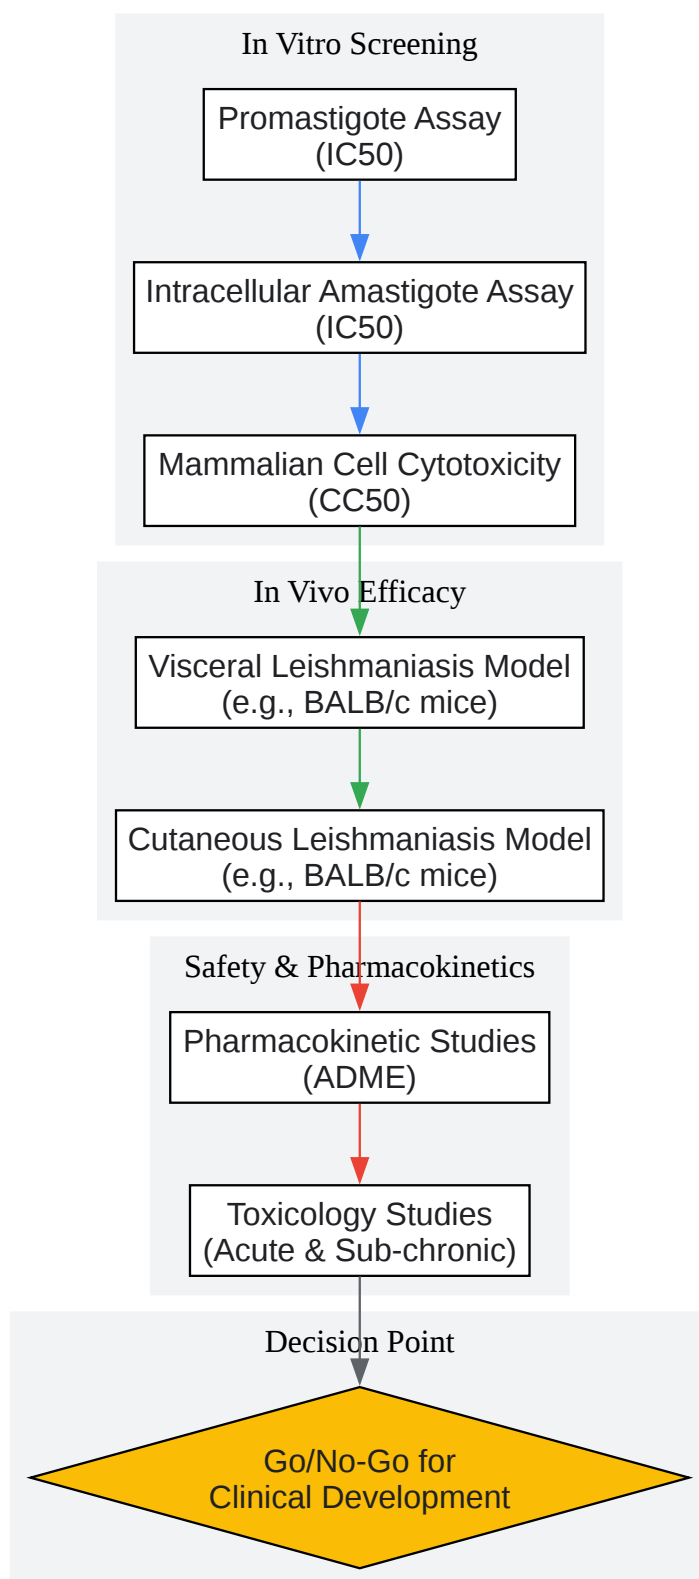 In Vitro Screening
Promastigote Assay
(IC50)
Intracellular Amastigote Assay
(IC50)
Mammalian Cell Cytotoxicity
(CC50)
In Vivo Efficacy
Visceral Leishmaniasis Model
(e.g., BALB/c mice)
Cutaneous Leishmaniasis Model
(e.g., BALB/c mice)
Safety & Pharmacokinetics
Pharmacokinetic Studies
(ADME)
Toxicology Studies
(Acute & Sub-chronic)
Decision Point
Go/No-Go for
Clinical Development